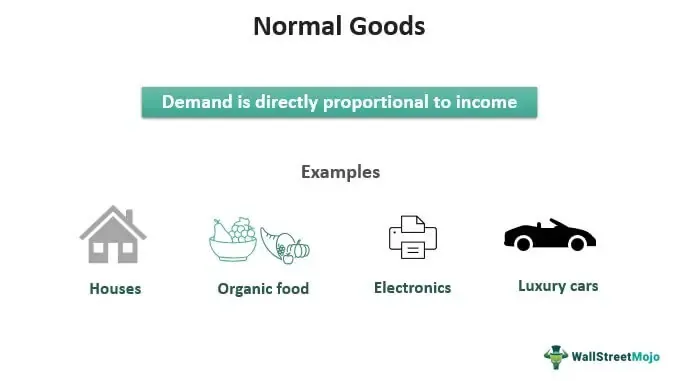 Normal Goods
Demand is directly proportional to income
Examples
Houses
Organic food
Electronics
Luxury cars
WallStreetMojo